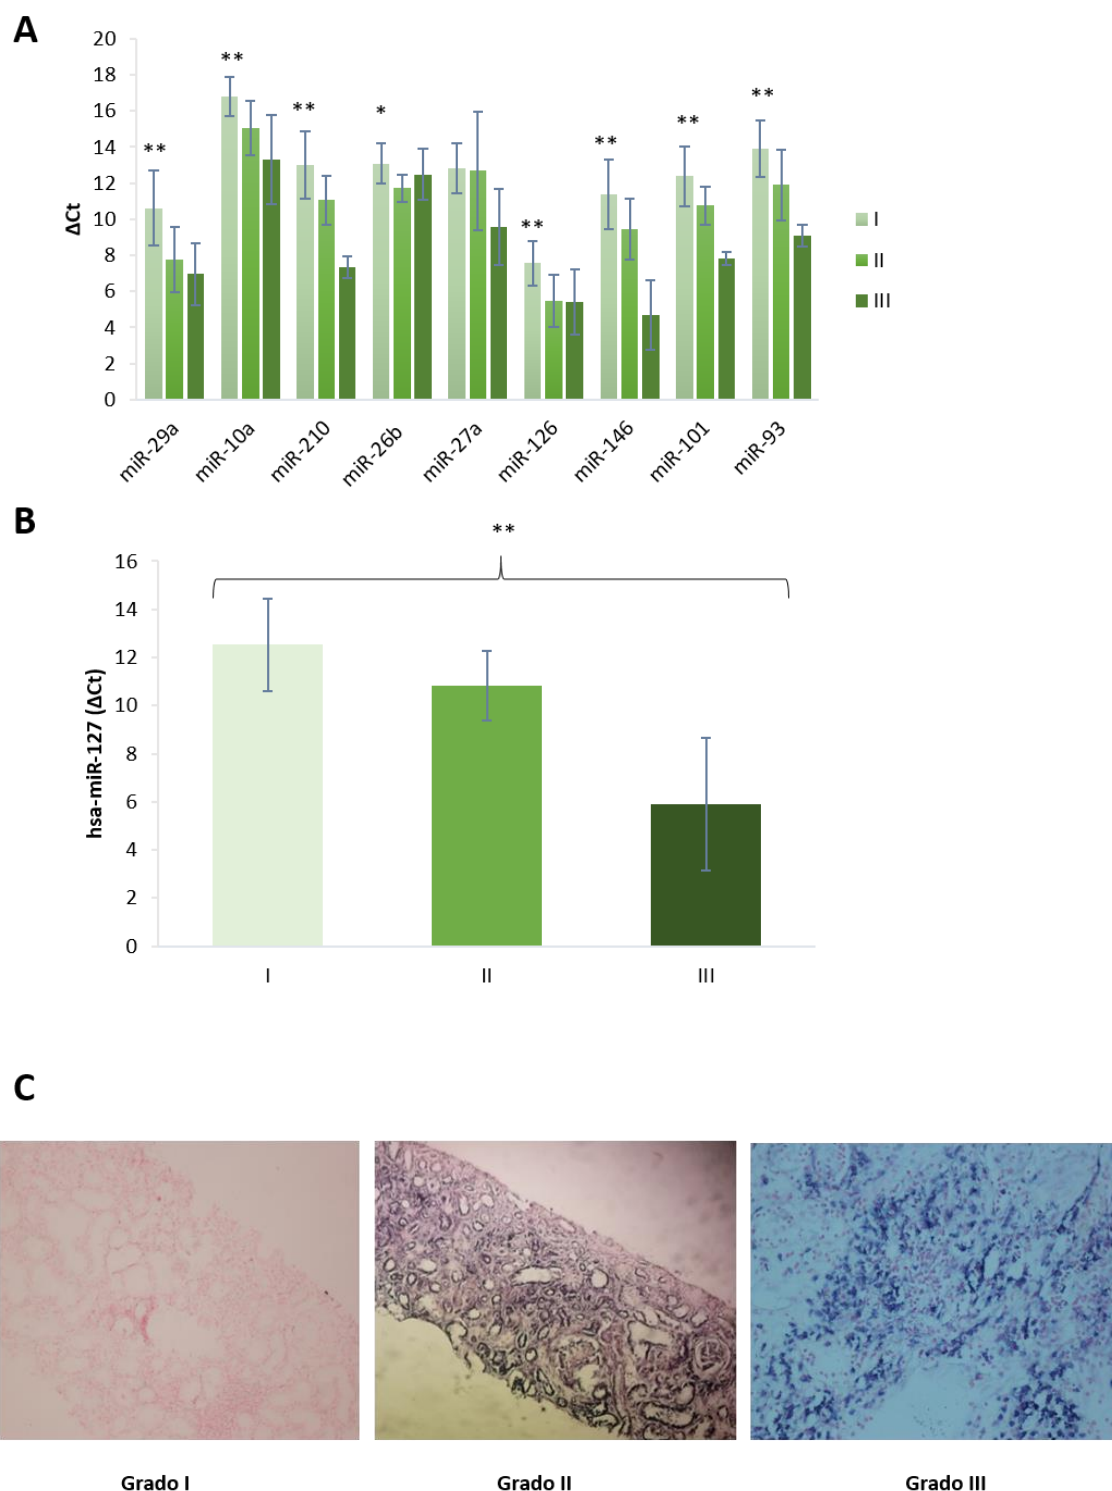 A
20
18
16
14
12
10
8
6
4
2
0
ΔCt
**
**
**
*
**
**
**
**
miR-29a
miR-10a
miR-210
miR-26b
miR-27a
miR-126
miR-146
miR-101
miR-93
I
II
III
B
**
16
14
12
10
8
6
4
2
0
hsa-miR-127 (ΔCt)
I
II
III
C
Grado I
Grado II
Grado III